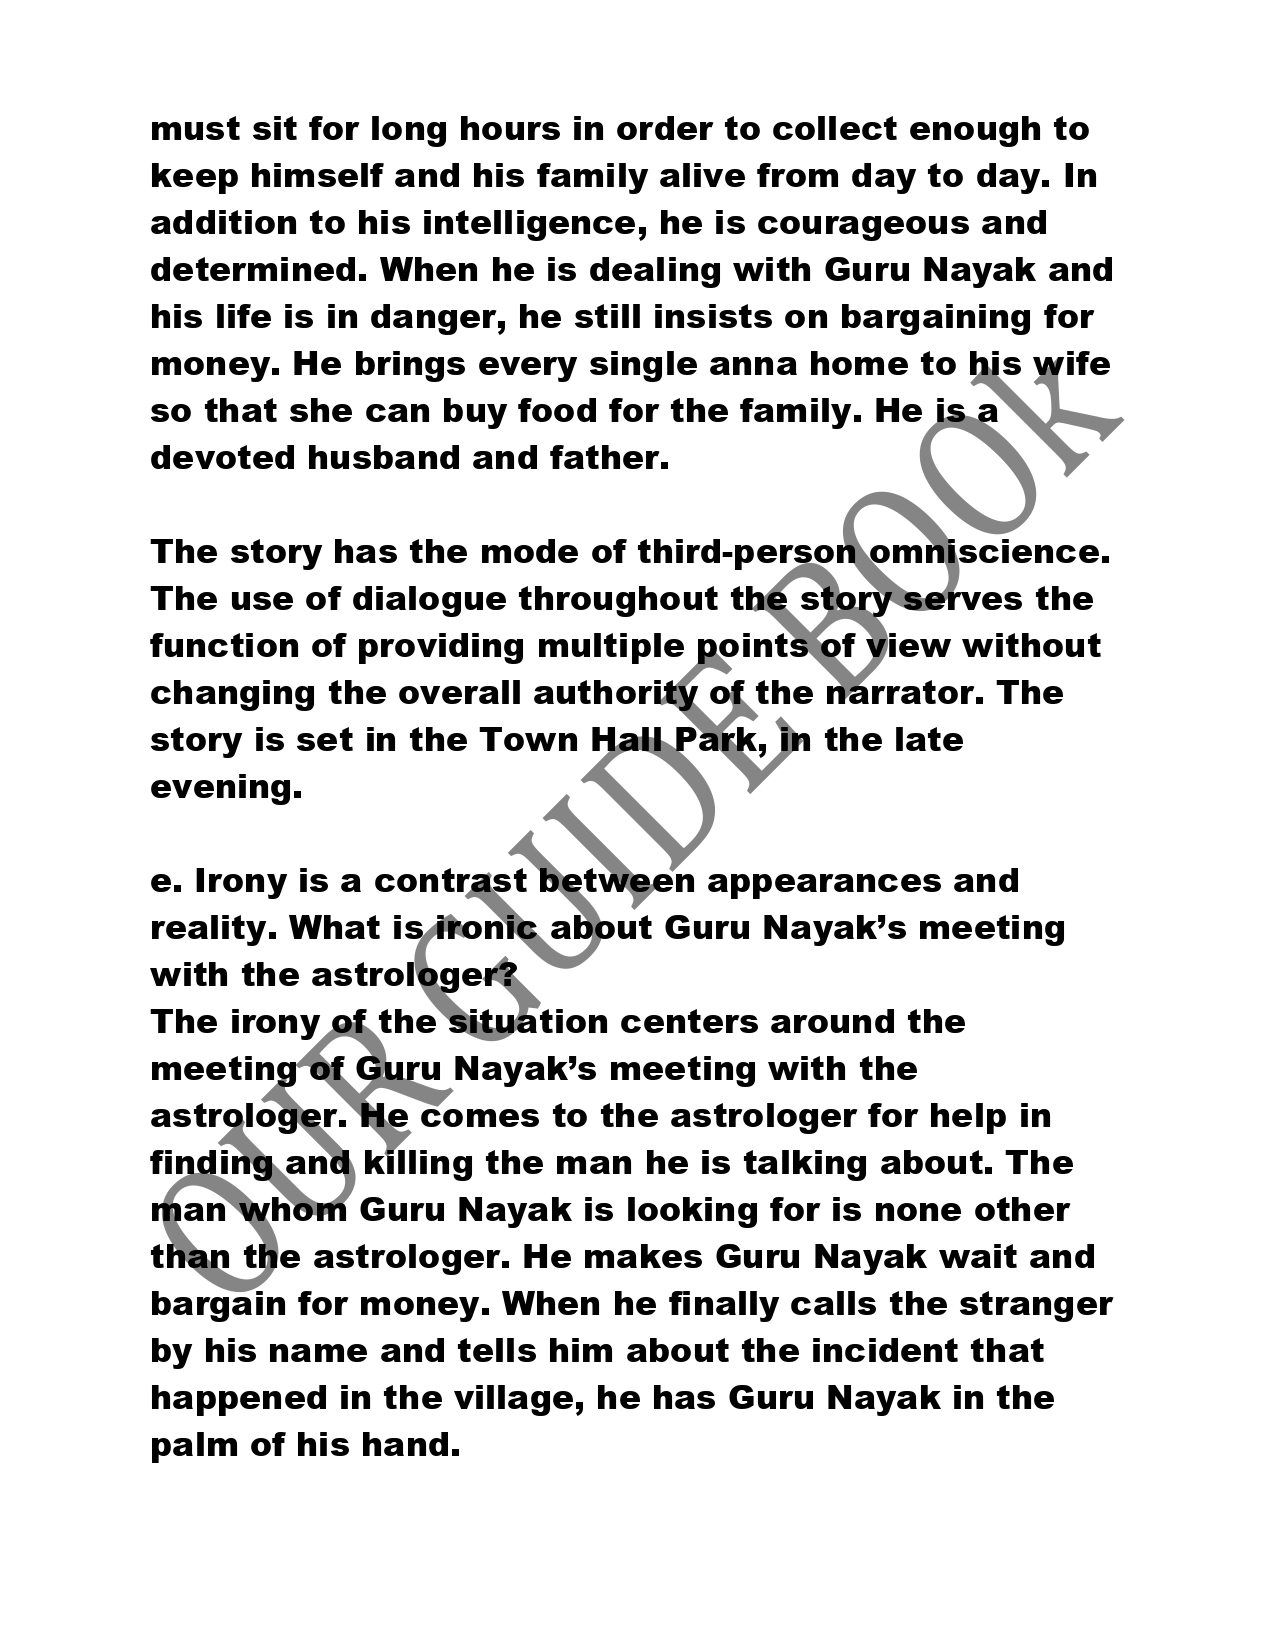 must sit for long hours in order to collect enough to
keep himself and his family alive from day to day. In
addition to his intelligence, he is courageous and
determined. When he is dealing with Guru Nayak and
his life is in danger, he still insists on bargaining for
money. He brings every single anna home to his wife
so that she can buy food for the family. He is a
devoted husband and father.
The story has the mode of third-person omniscience.
The use of dialogue throughout the story serves the
function of providing multiple points of view without
changing the overall authority of the narrator. The
story is set in the Town Hall Park, in the late
evening.
e. Irony is a contrast between appearances and
reality. What is ironic about Guru Nayak’s meeting
with the astrologer?
The irony of the situation centers around the
meeting of Guru Nayak’s meeting with the
astrologer. He comes to the astrologer for help in
finding and killing the man he is talking about. The
man whom Guru Nayak is looking for is none other
than the astrologer. He makes Guru Nayak wait and
bargain for money. When he finally calls the stranger
by his name and tells him about the incident that
happened in the village, he has Guru Nayak in the
palm of his hand.
OUR GUIDE BOOk